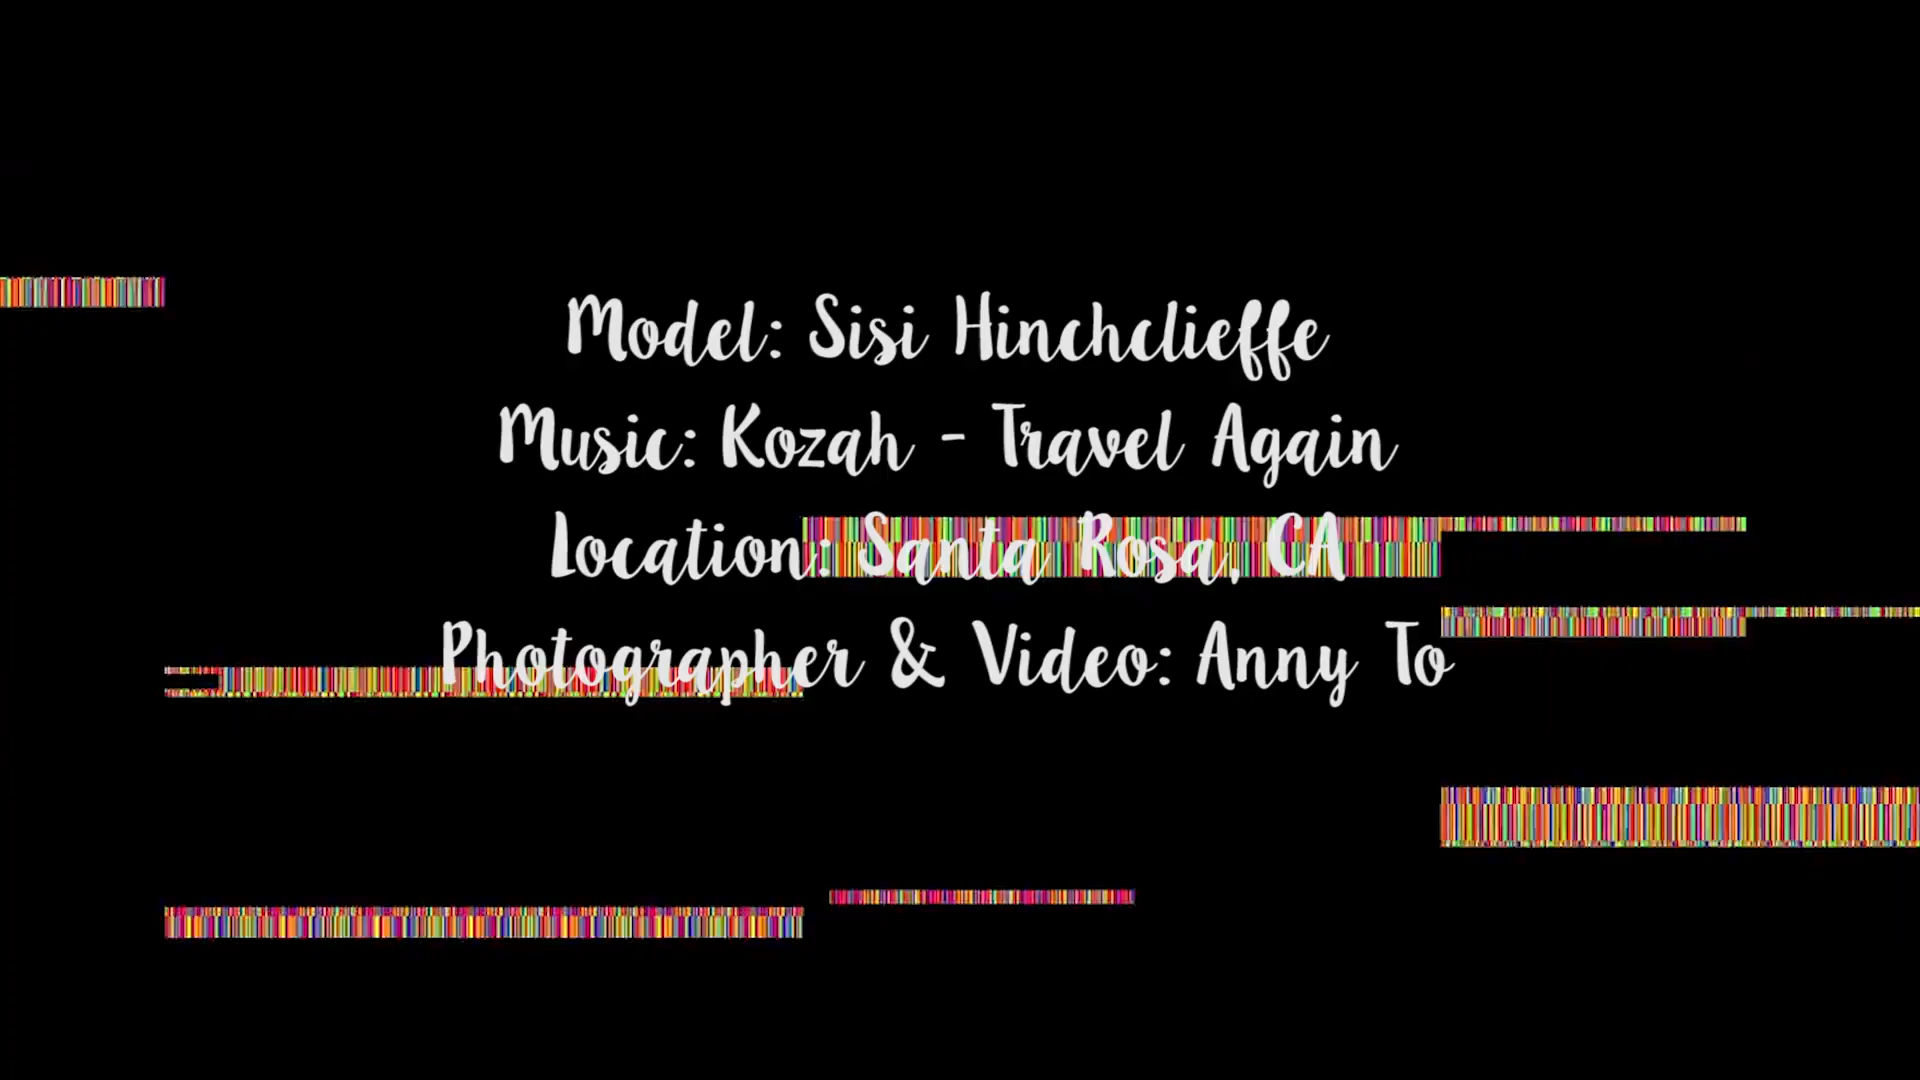 Model: Sisi Hinchclieffe
Music: Kozah - Travel Again
Location: Santa Rosa, CA
Photographer & Video: Anny To